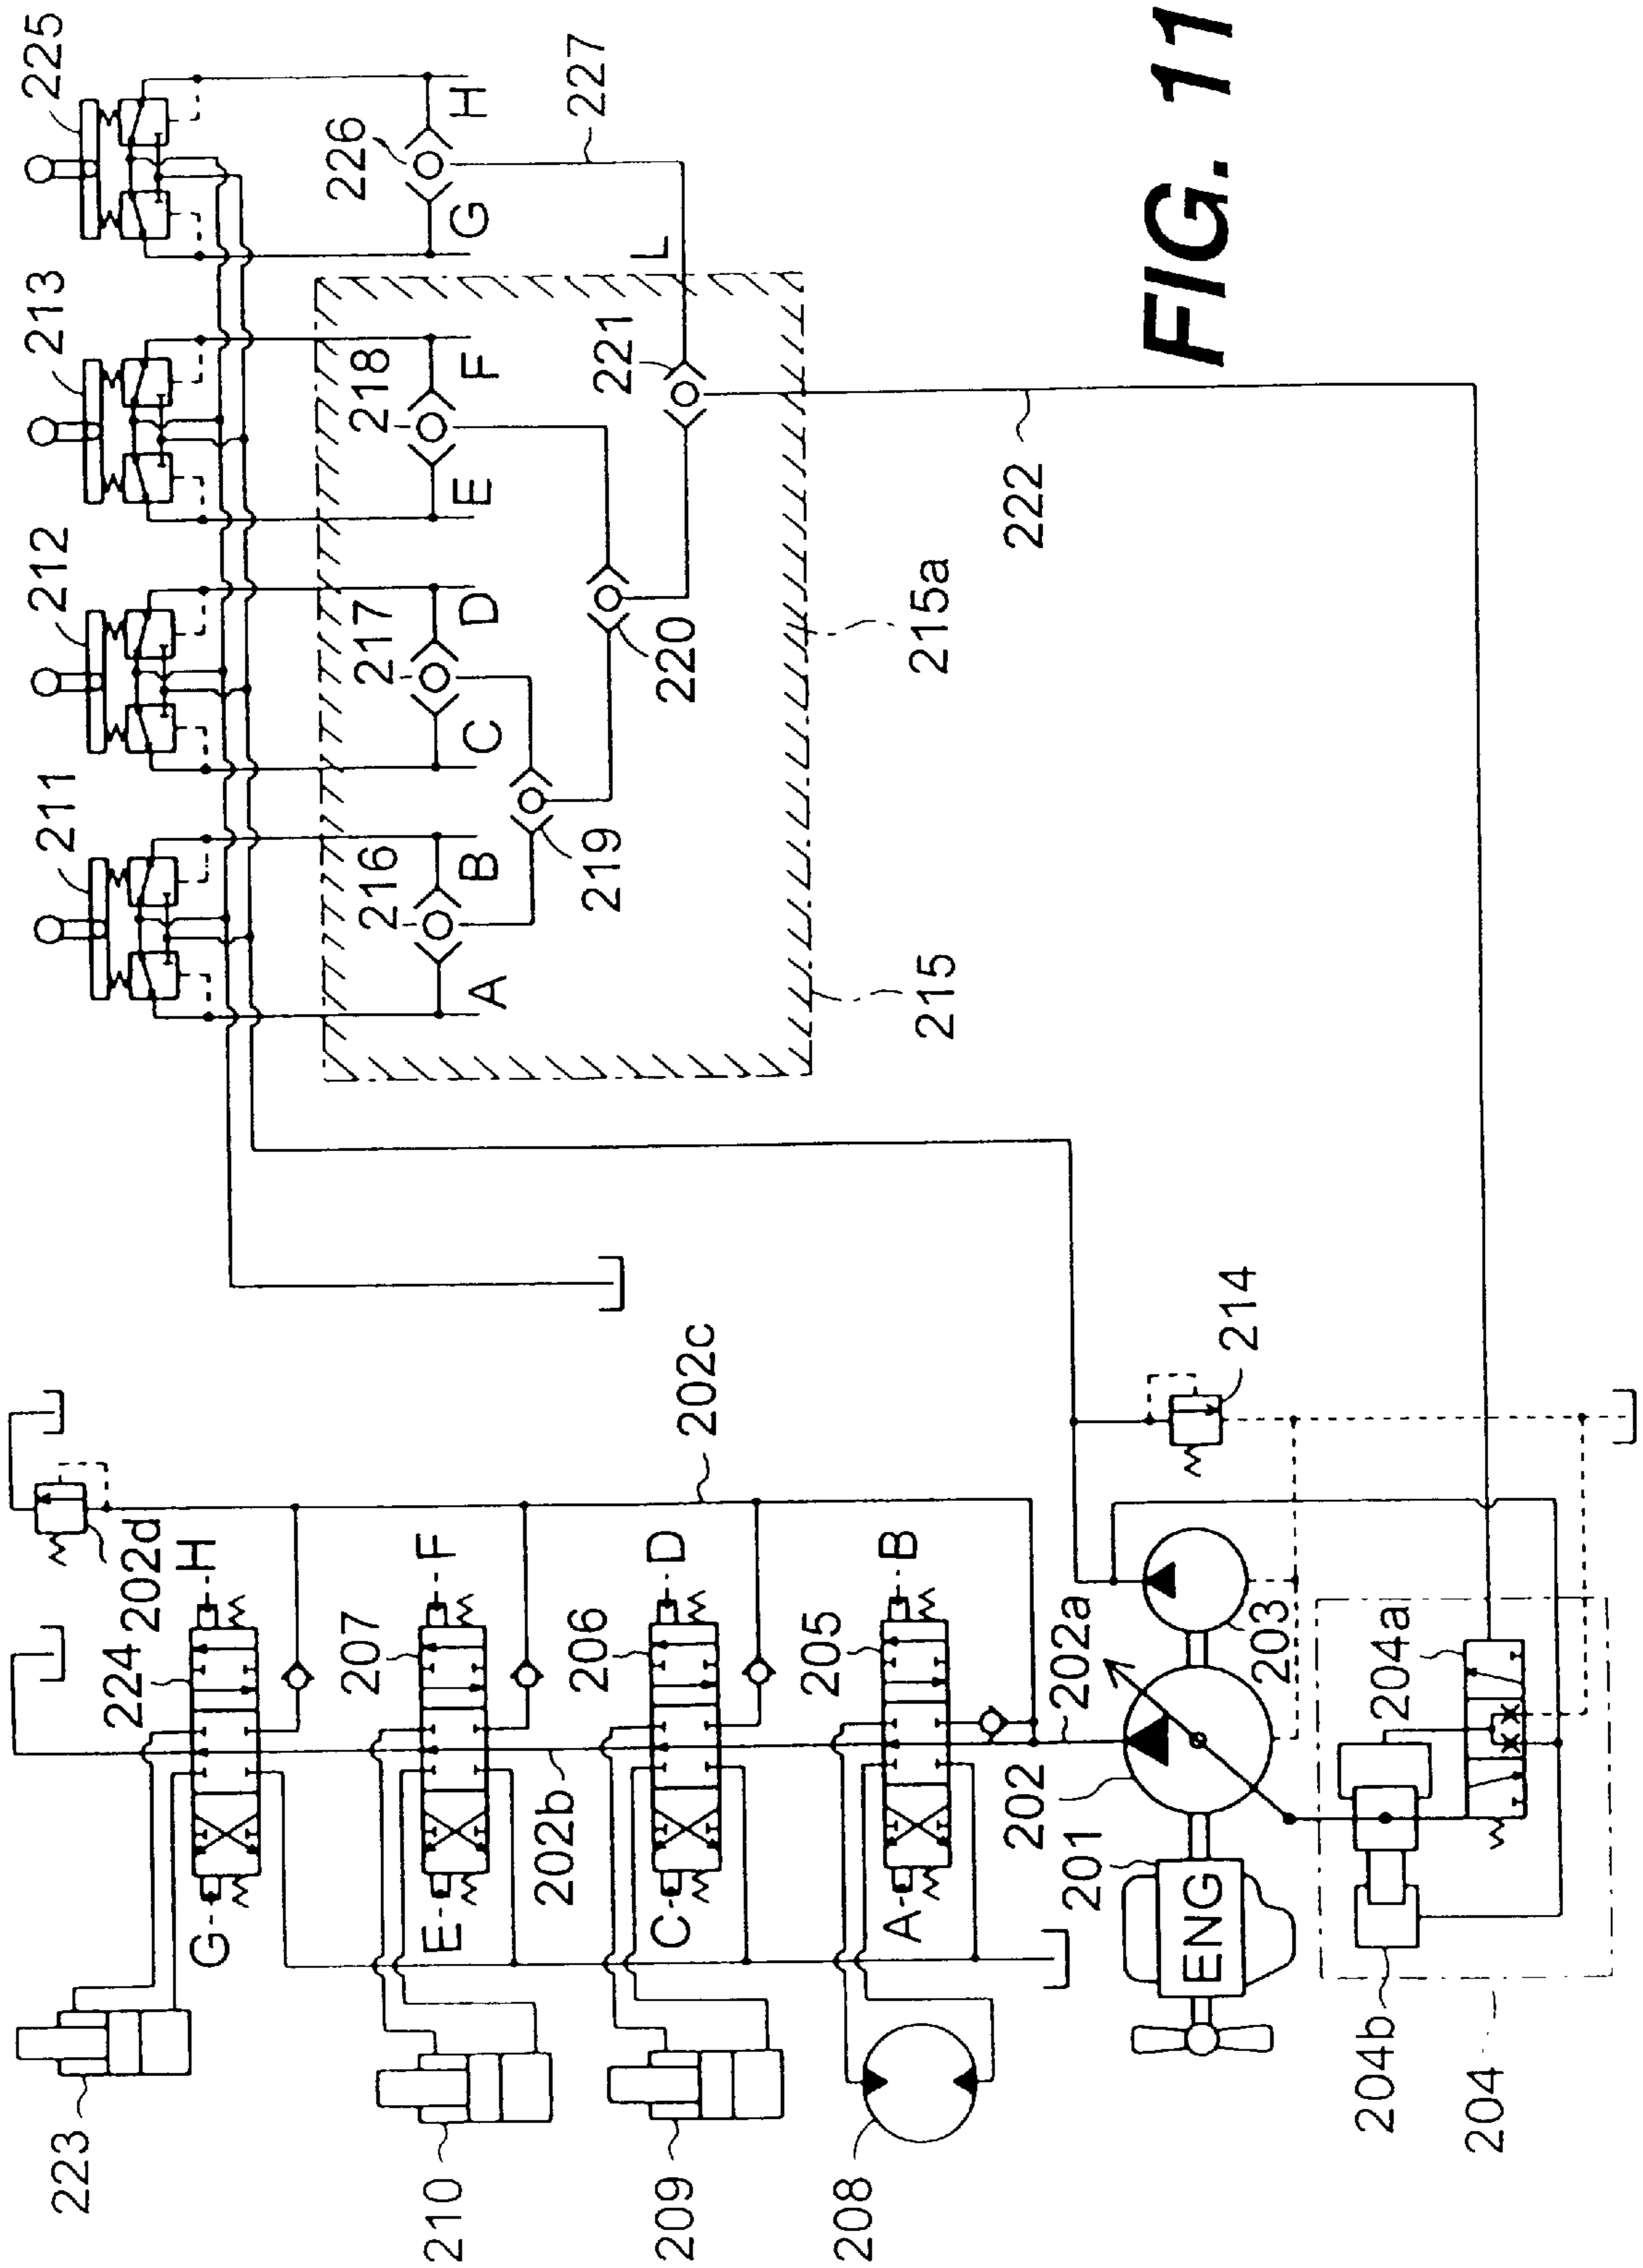 225
213
212
211
226
H
G
227
L
218
F
E
217
D
C
216
B
A
221
220
219
222
215a
215
FIG. 11
202d
H
224
G
223
F
207
E
210
202c
202b
D
206
C
209
B
205
A
208
214
202a
202
203
201
ENG
204a
204b
204